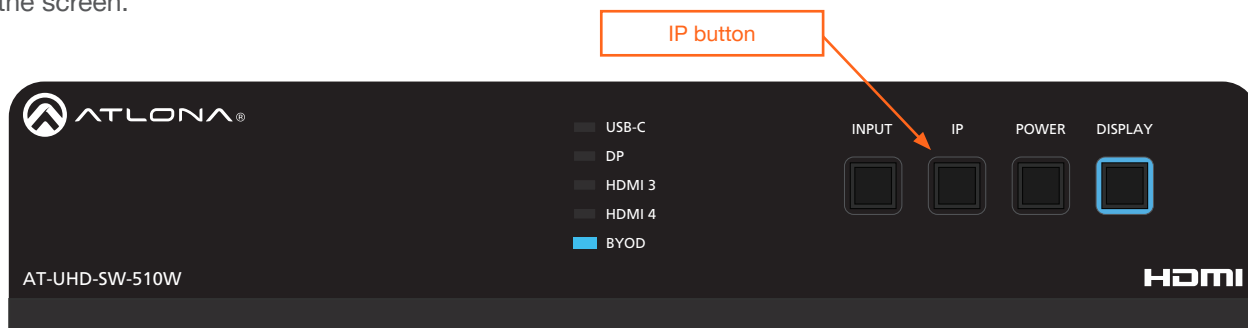 the screen.
IP button
ATLONA®
USB-C
DP
HDMI 3
HDMI 4
BYOD
INPUT IP POWER DISPLAY
AT-UHD-SW-510W
HDMI